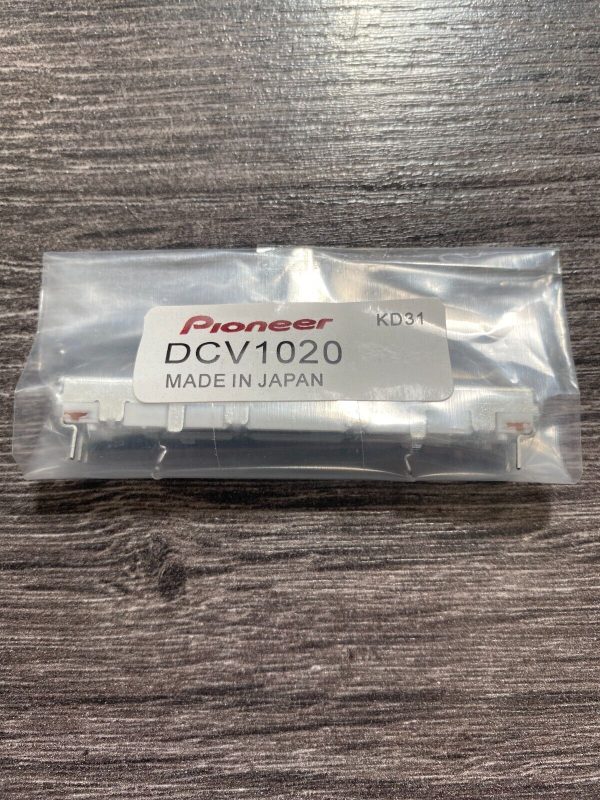 Pioneer KD31
DCV1020
MADE IN JAPAN